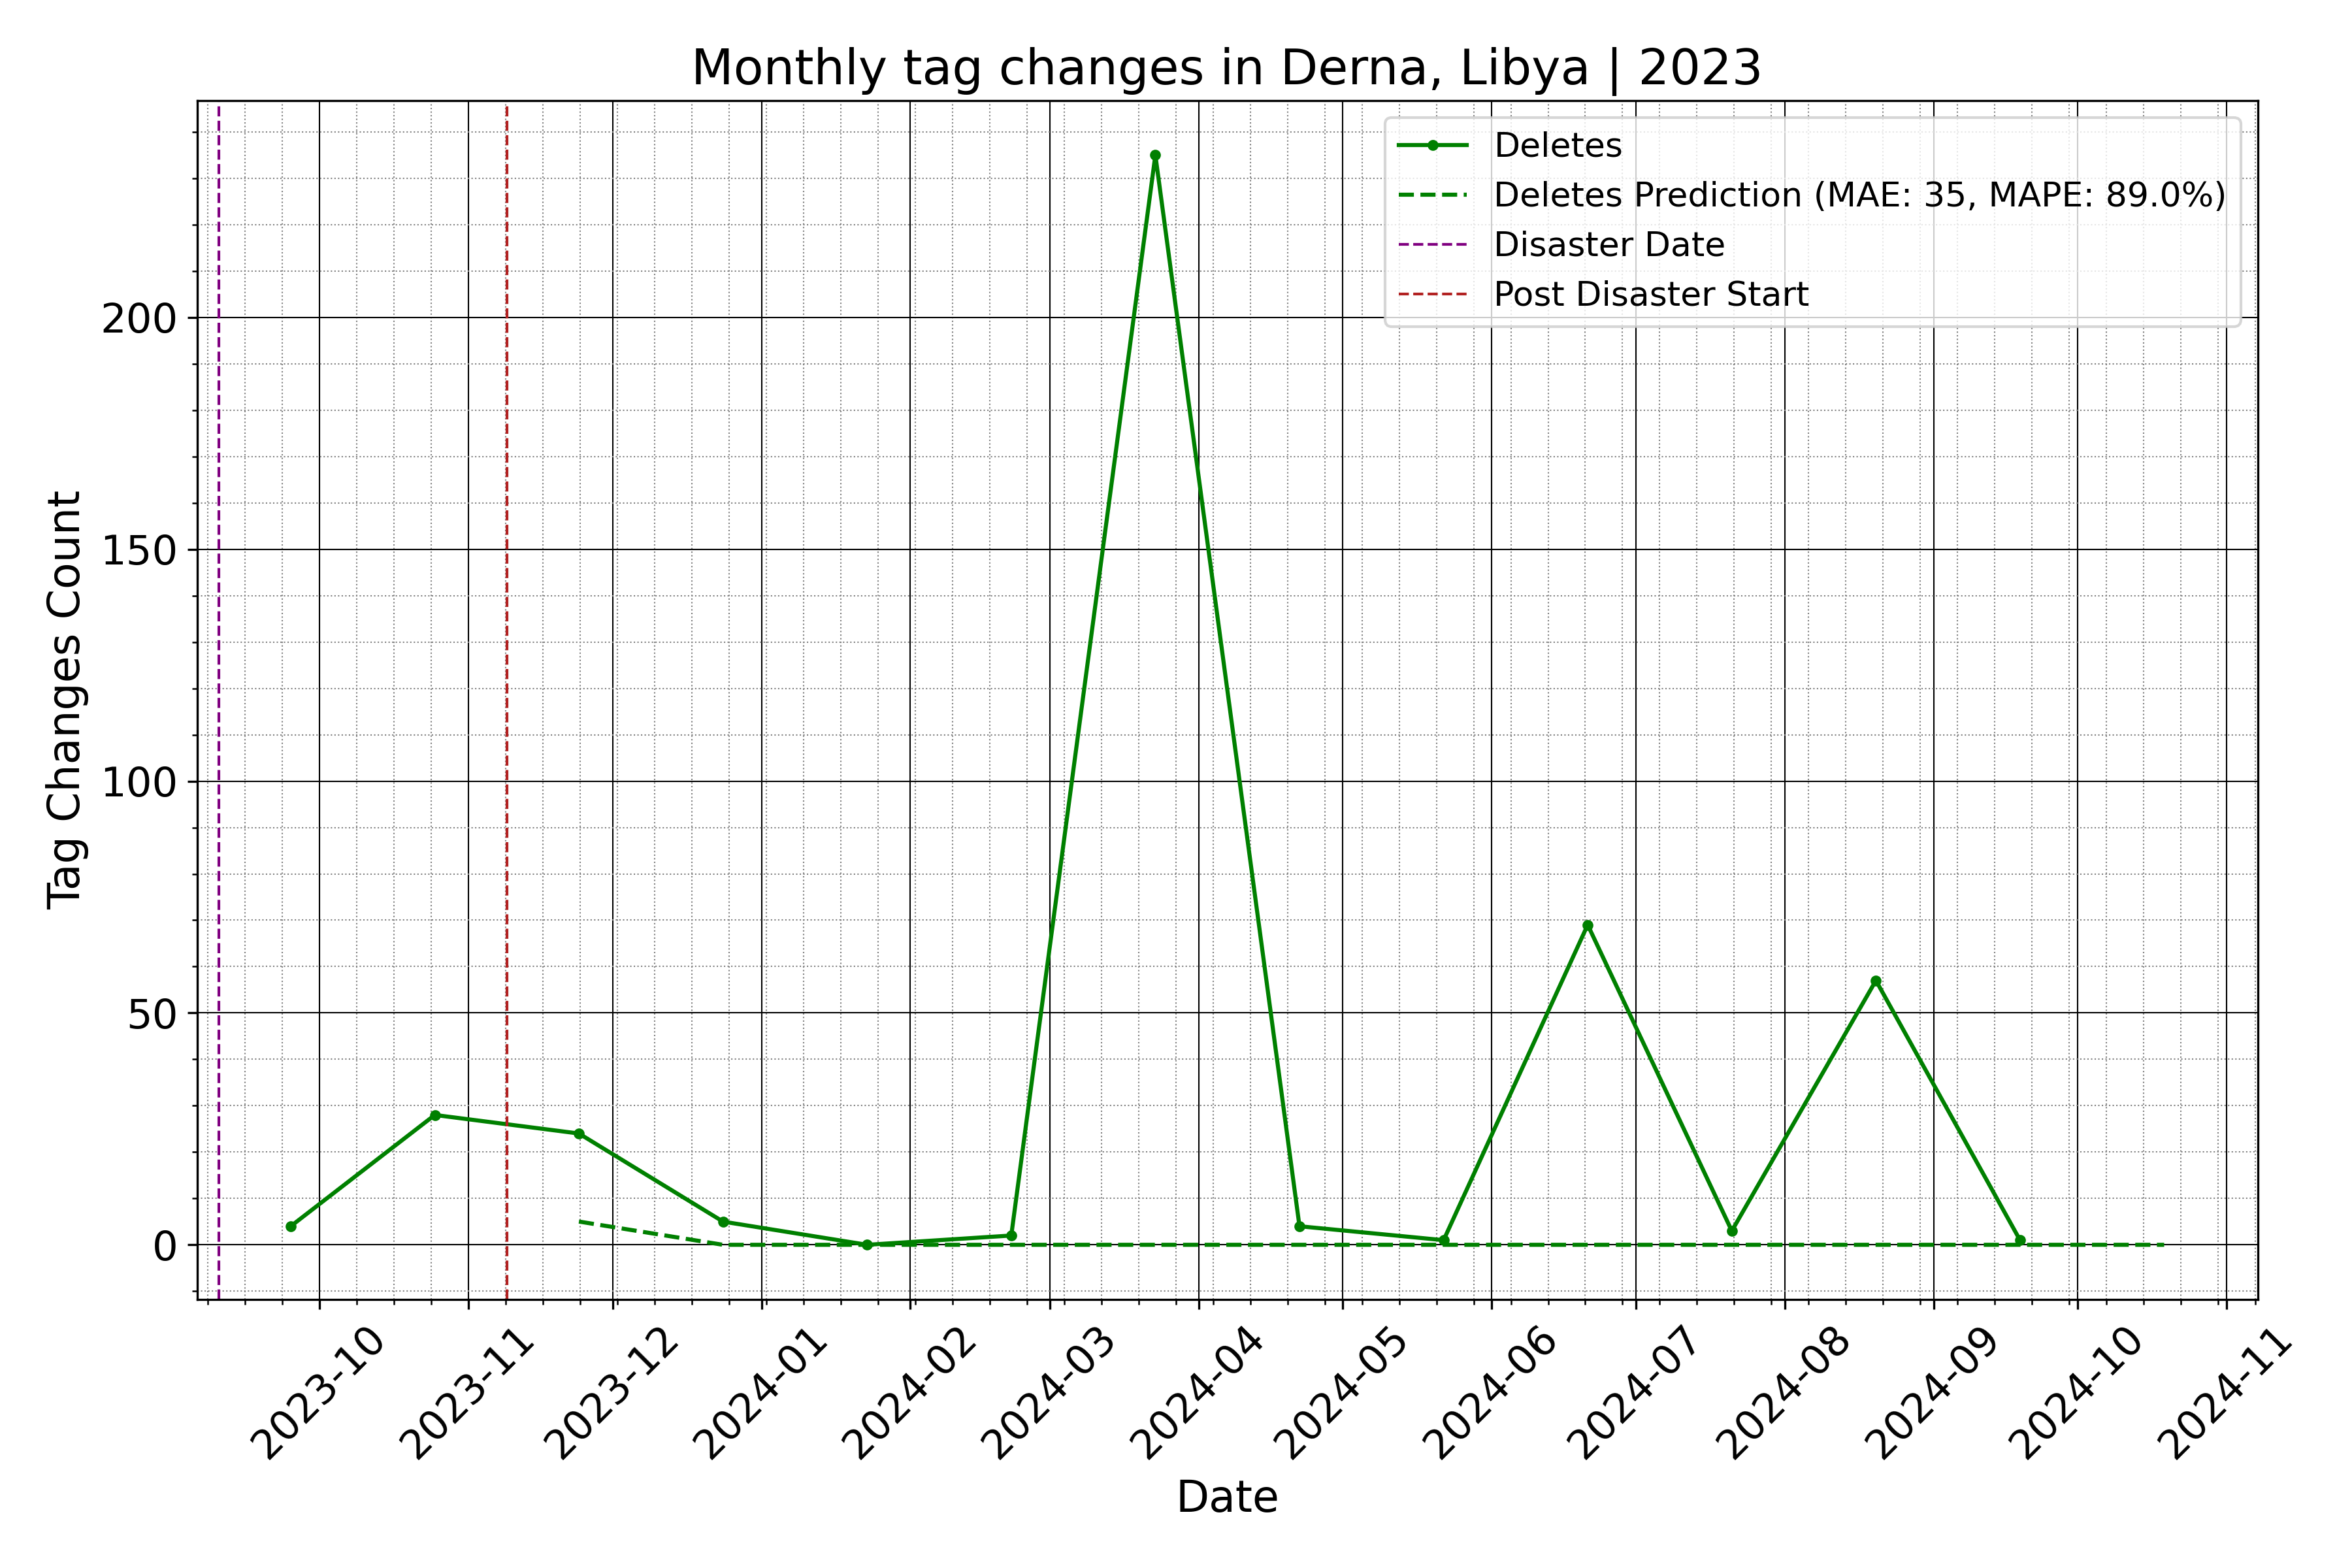 Monthly tag changes in Derna, Libya | 2023
Deletes
Deletes Prediction (MAE: 35, MAPE: 89.0%)
Disaster Date
Post Disaster Start
Tag Changes Count
200
150
100
50
0
2023-10
2023-11
2023-12
2024-01
2024-02
2024-03
2024-04
2024-05
2024-06
2024-07
2024-08
2024-09
2024-10
2024-11
Date